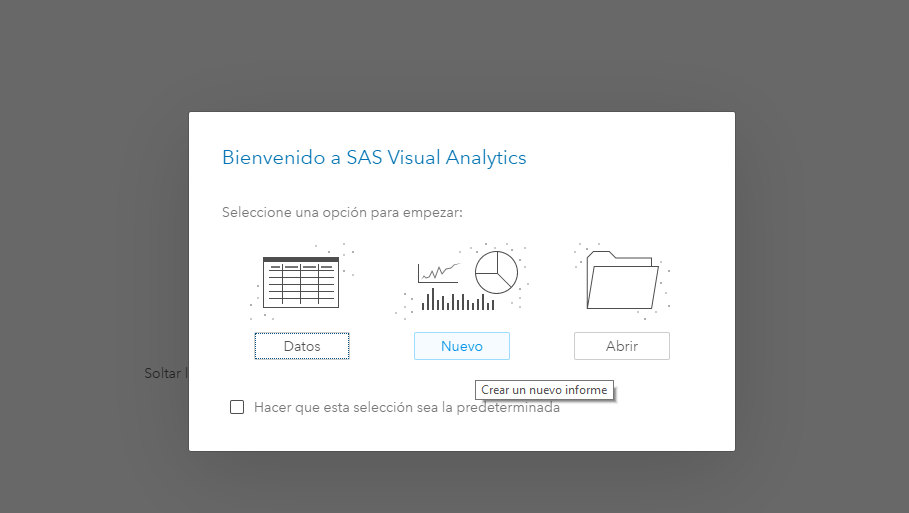 Bienvenido a SAS Visual Analytics
Seleccione una opción para empezar:
Datos
Nuevo
Abrir
Soltar
Crear un nuevo informe
Hacer que esta selección sea la predeterminada